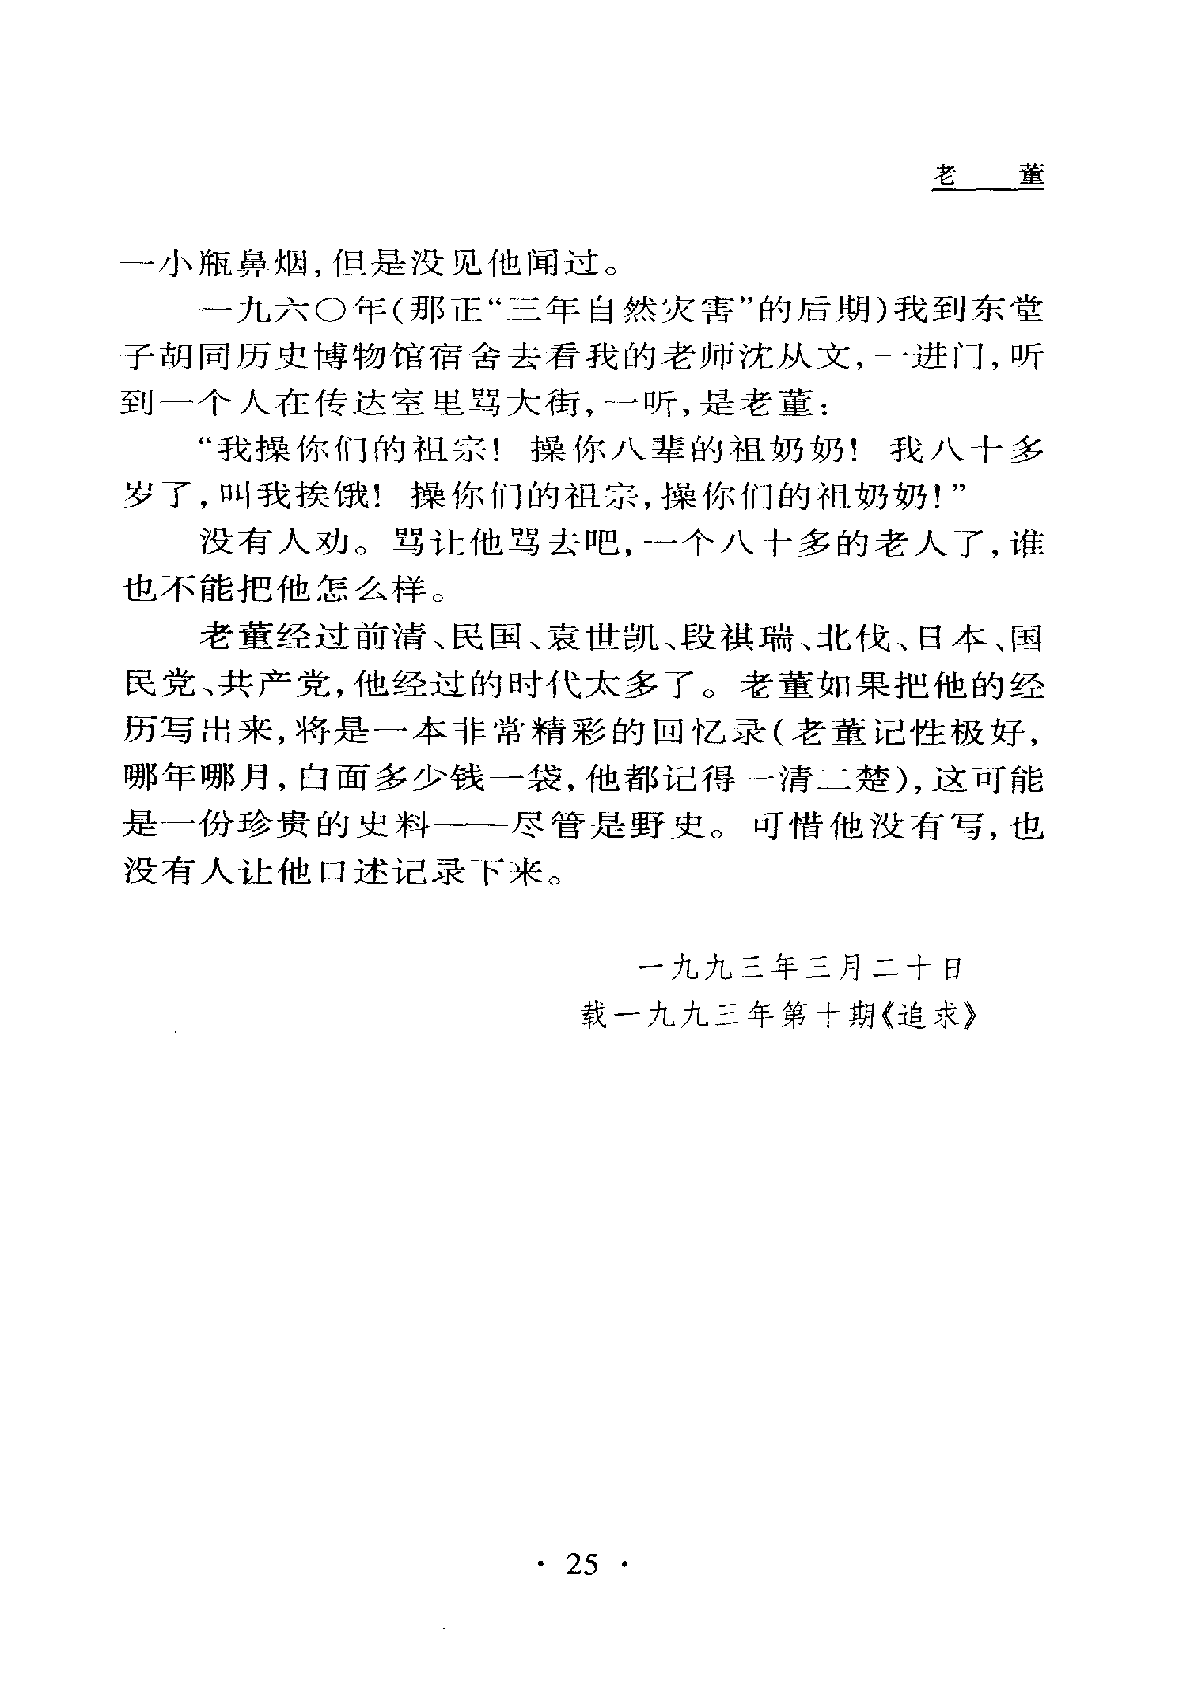 老　董
一小瓶鼻烟,但是没见他闻过。
一九六〇年(那正“三年自然灾害”的后期)我到东堂
子胡同历史博物馆宿舍去看我的老师沈从文,一进门,听
到一个人在传达室里骂大街,一听,是老董:
“我操你们的祖宗! 操你八辈的祖奶奶! 我八十多
岁了,叫我挨饿! 操你们的祖宗,操你们的祖奶奶!”
没有人劝。骂让他骂去吧,一个八十多的老人了,谁
也不能把他怎么样。
老董经过前清、民国、袁世凯、段祺瑞、北伐、日本、国
民党、共产党,他经过的时代太多了。老董如果把他的经
历写出来,将是一本非常精彩的回忆录(老董记性极好,
哪年哪月,白面多少钱一袋,他都记得一清二楚),这可能
是一份珍贵的史料——尽管是野史。可惜他没有写,也
没有人让他口述记录下来。
一九九三年三月二十日
载一九九三年第十期《追求》
· 25 ·